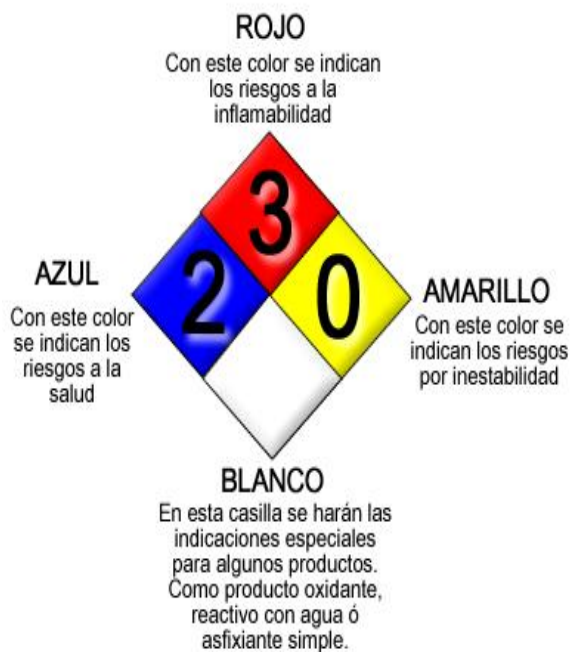 ROJO
Con este color se indican
los riesgos a la
inflamabilidad
3
2
0
AZUL
Con este color
se indican los
riesgos a la
salud
AMARILLO
Con este color se
indican los riesgos
por inestabilidad
BLANCO
En esta casilla se harán las
indicaciones especiales
para algunos productos.
Como producto oxidante,
reactivo con agua ó
asfixiante simple.